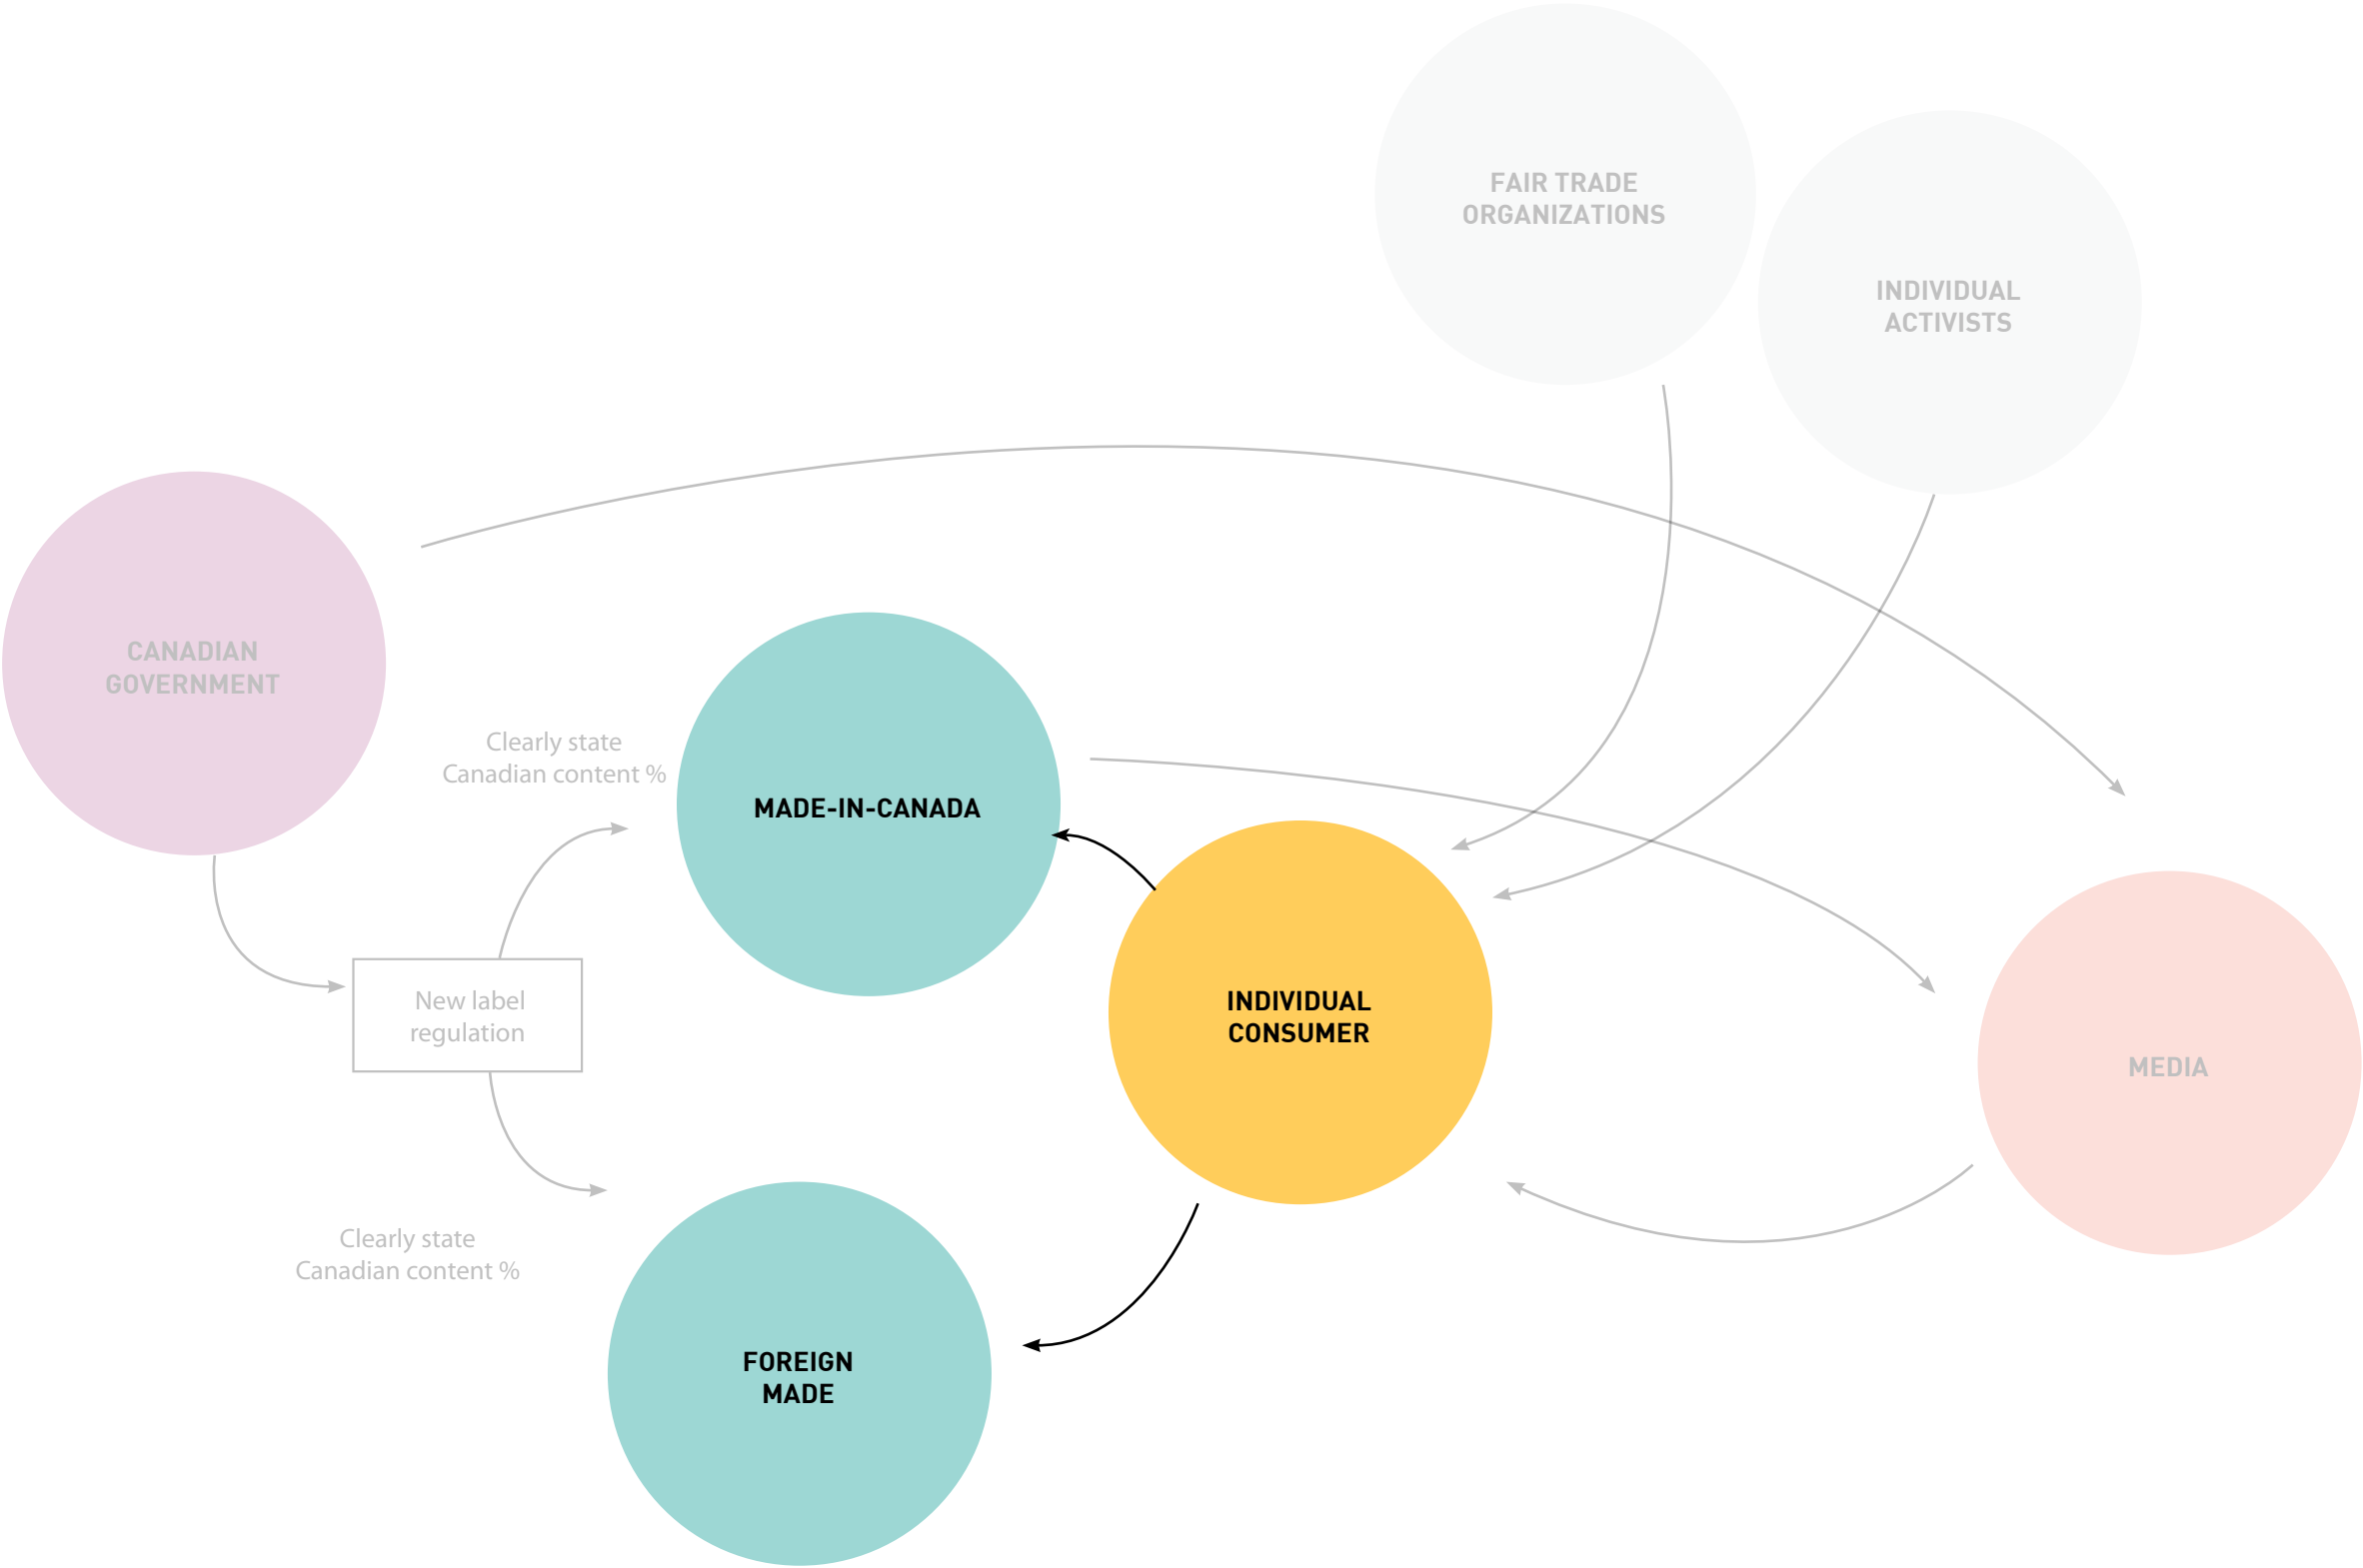 FAIR TRADE
ORGANIZATIONS
INDIVIDUAL
ACTIVISTS
CANADIAN
GOVERNMENT
Clearly state
Canadian content %
MADE-IN-CANADA
New label
regulation
INDIVIDUAL
CONSUMER
MEDIA
Clearly state
Canadian content %
FOREIGN
MADE